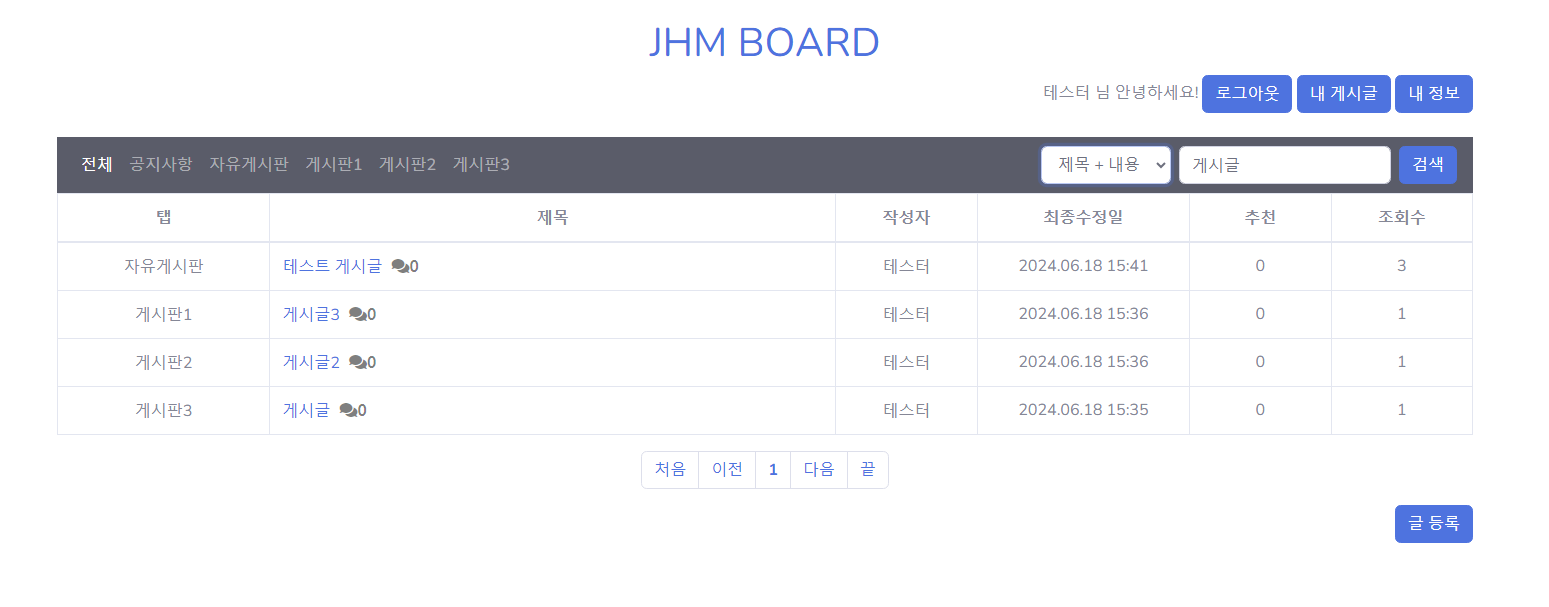 JHM BOARD
테스터 님 안녕하세요! 로그아웃 내 게시글 내 정보
전체 공지사항 자유게시판 게시판1 게시판2 게시판3 제목 + 내용 게시글 검색
탭 제목 작성자 최종수정일 추천 조회수
자유게시판 테스트 게시글 0 테스터 2024.06.18 15:41 0 3
게시판1 게시글3 0 테스터 2024.06.18 15:36 0 1
게시판2 게시글2 0 테스터 2024.06.18 15:36 0 1
게시판3 게시글 0 테스터 2024.06.18 15:35 0 1
처음 이전 1 다음 끝
글 등록